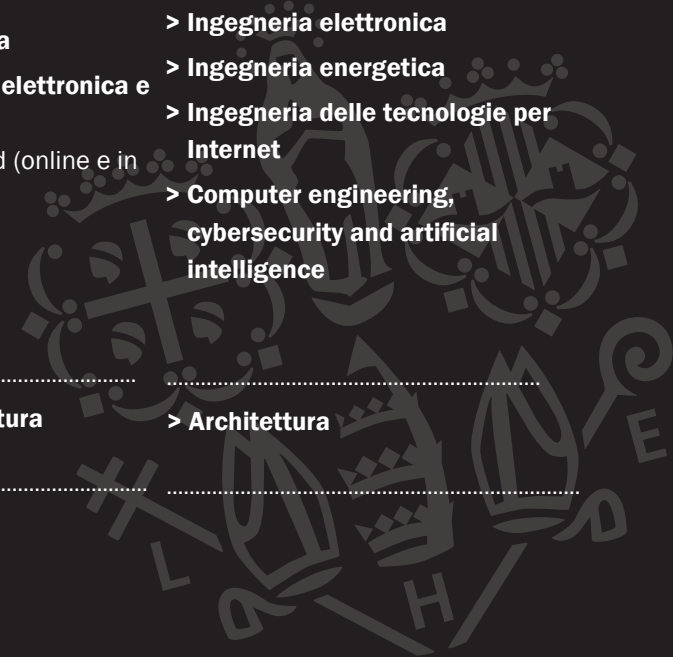 a
elettronica e
d (online e in
tura
> Ingegneria elettronica
> Ingegneria energetica
> Ingegneria delle tecnologie per
Internet
> Computer engineering,
cybersecurity and artificial
intelligence
> Architettura
L
H
E